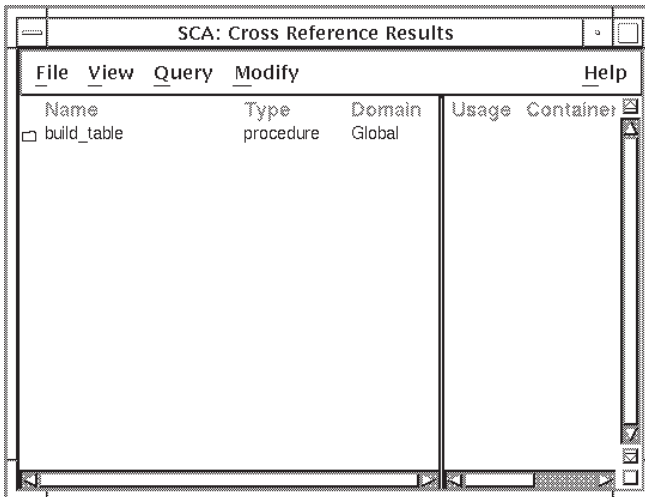 SCA: Cross Reference Results
File View Query Modify Help
Name Type Domain Usage Container
build_table procedure Global